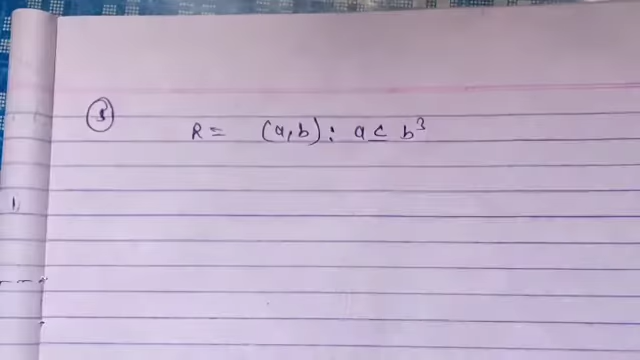 5 R = (a,b) : a ≤ b³